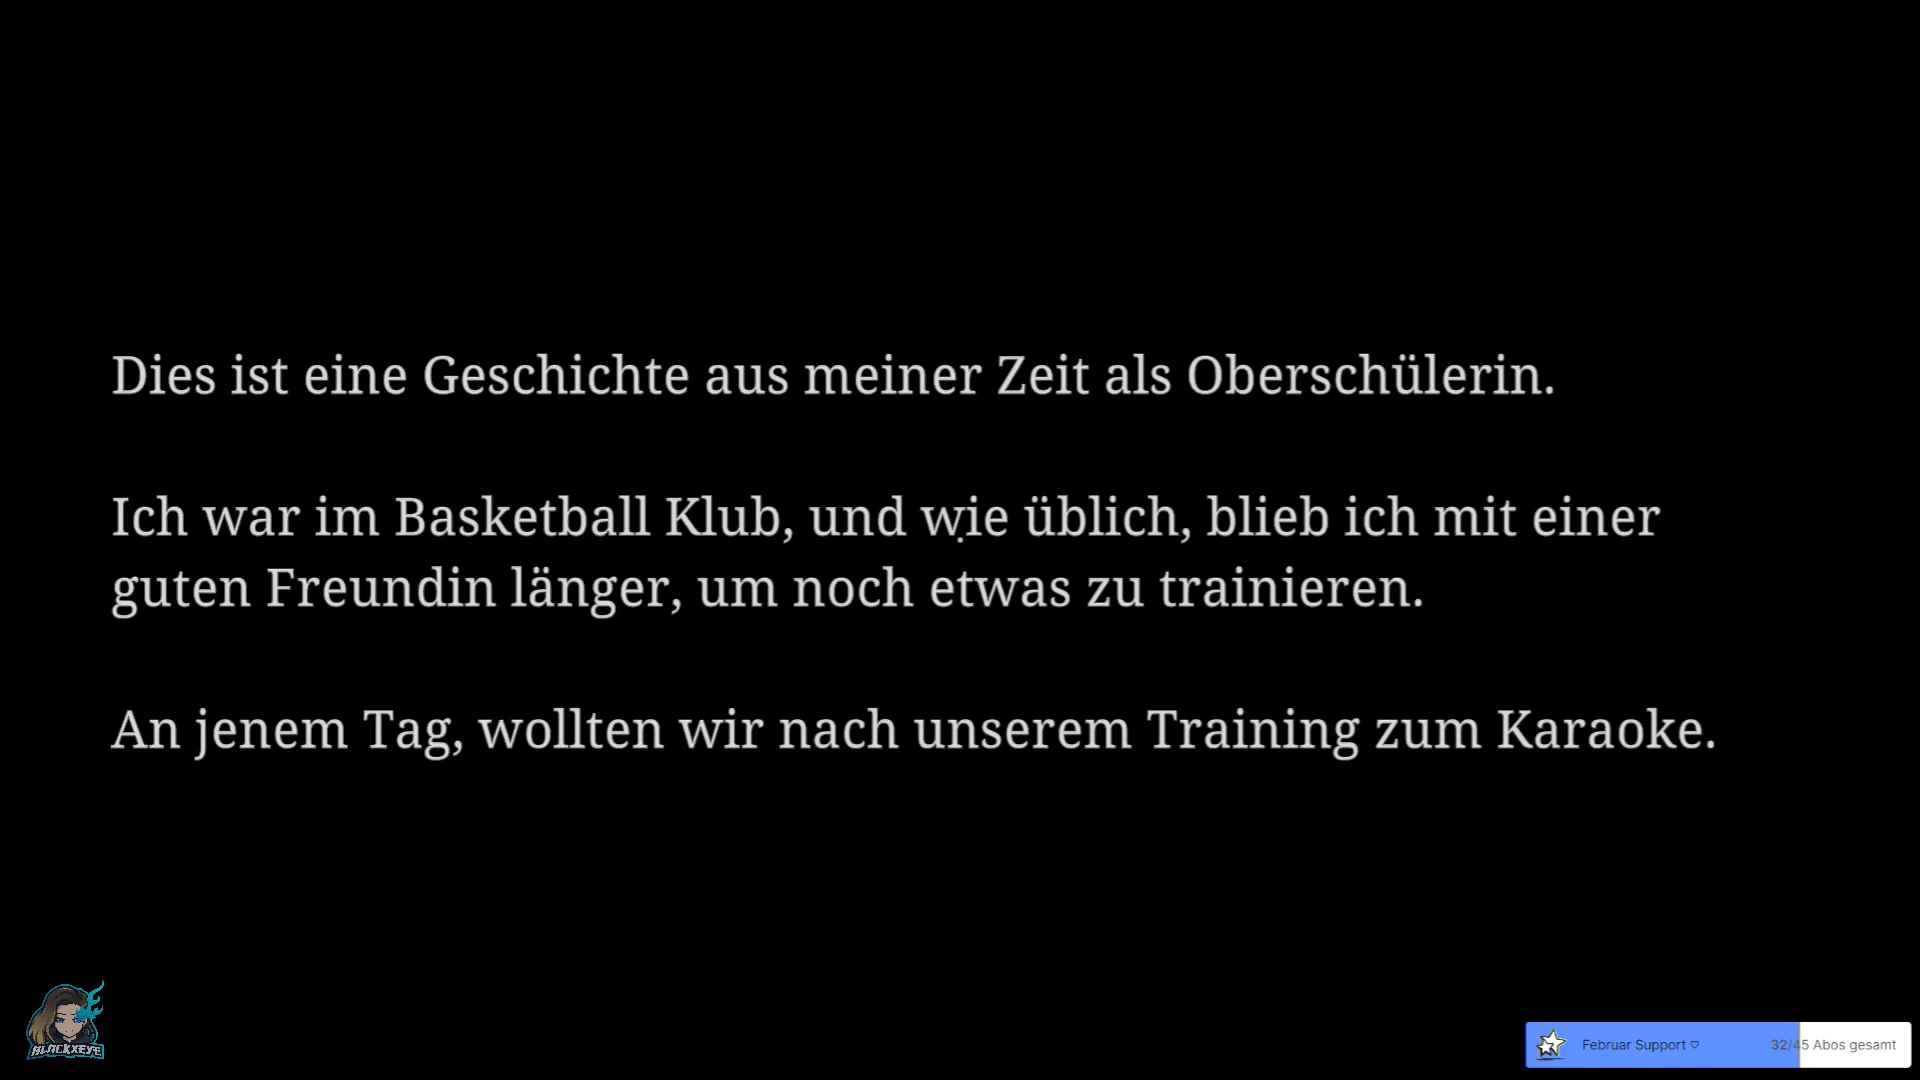 Dies ist eine Geschichte aus meiner Zeit als Oberschülerin.
Ich war im Basketball Klub, und wie üblich, blieb ich mit einer
guten Freundin länger, um noch etwas zu trainieren.
An jenem Tag, wollten wir nach unserem Training zum Karaoke.
BLACKXEYE
Februar Support ♡ 32/45 Abos gesamt